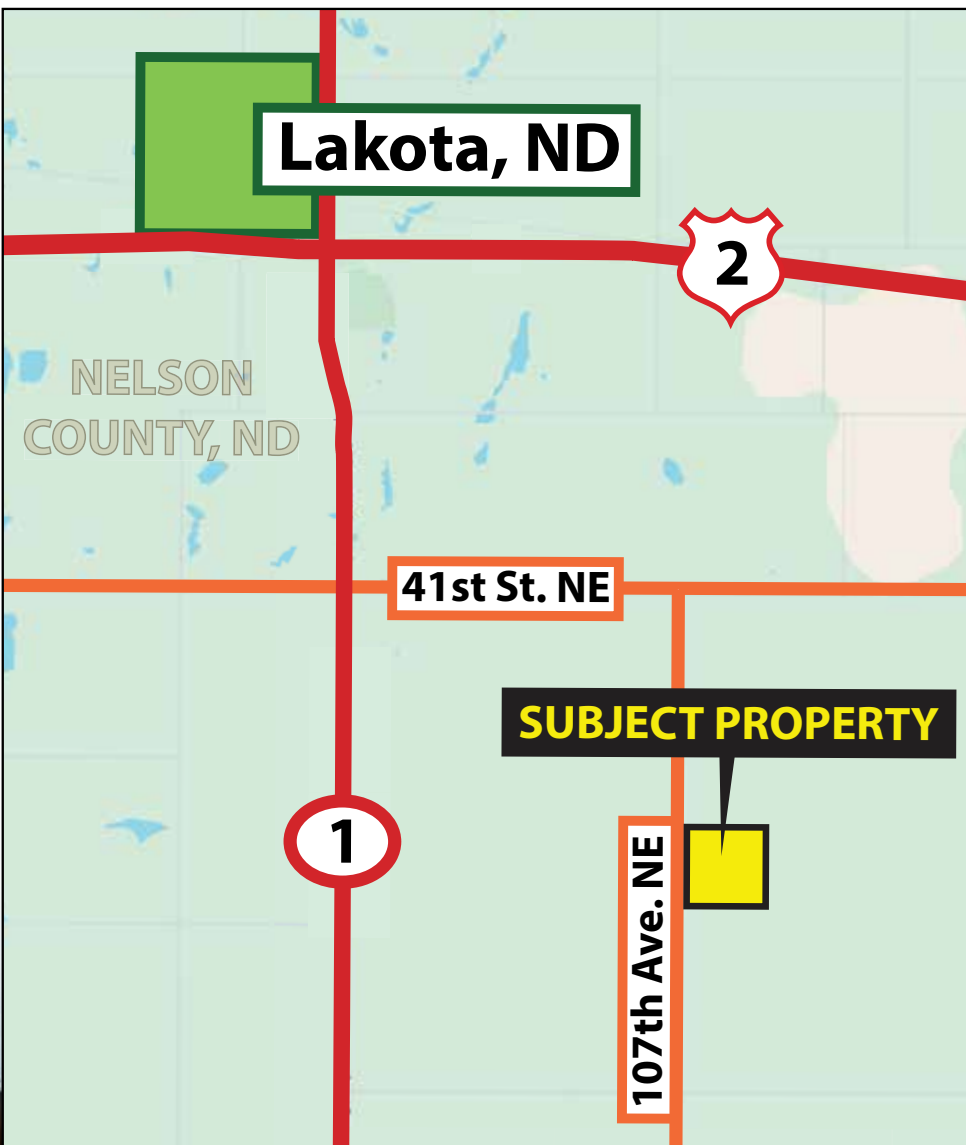 Lakota, ND
2
NELSON
COUNTY, ND
41st St. NE
SUBJECT PROPERTY
1
107th Ave. NE